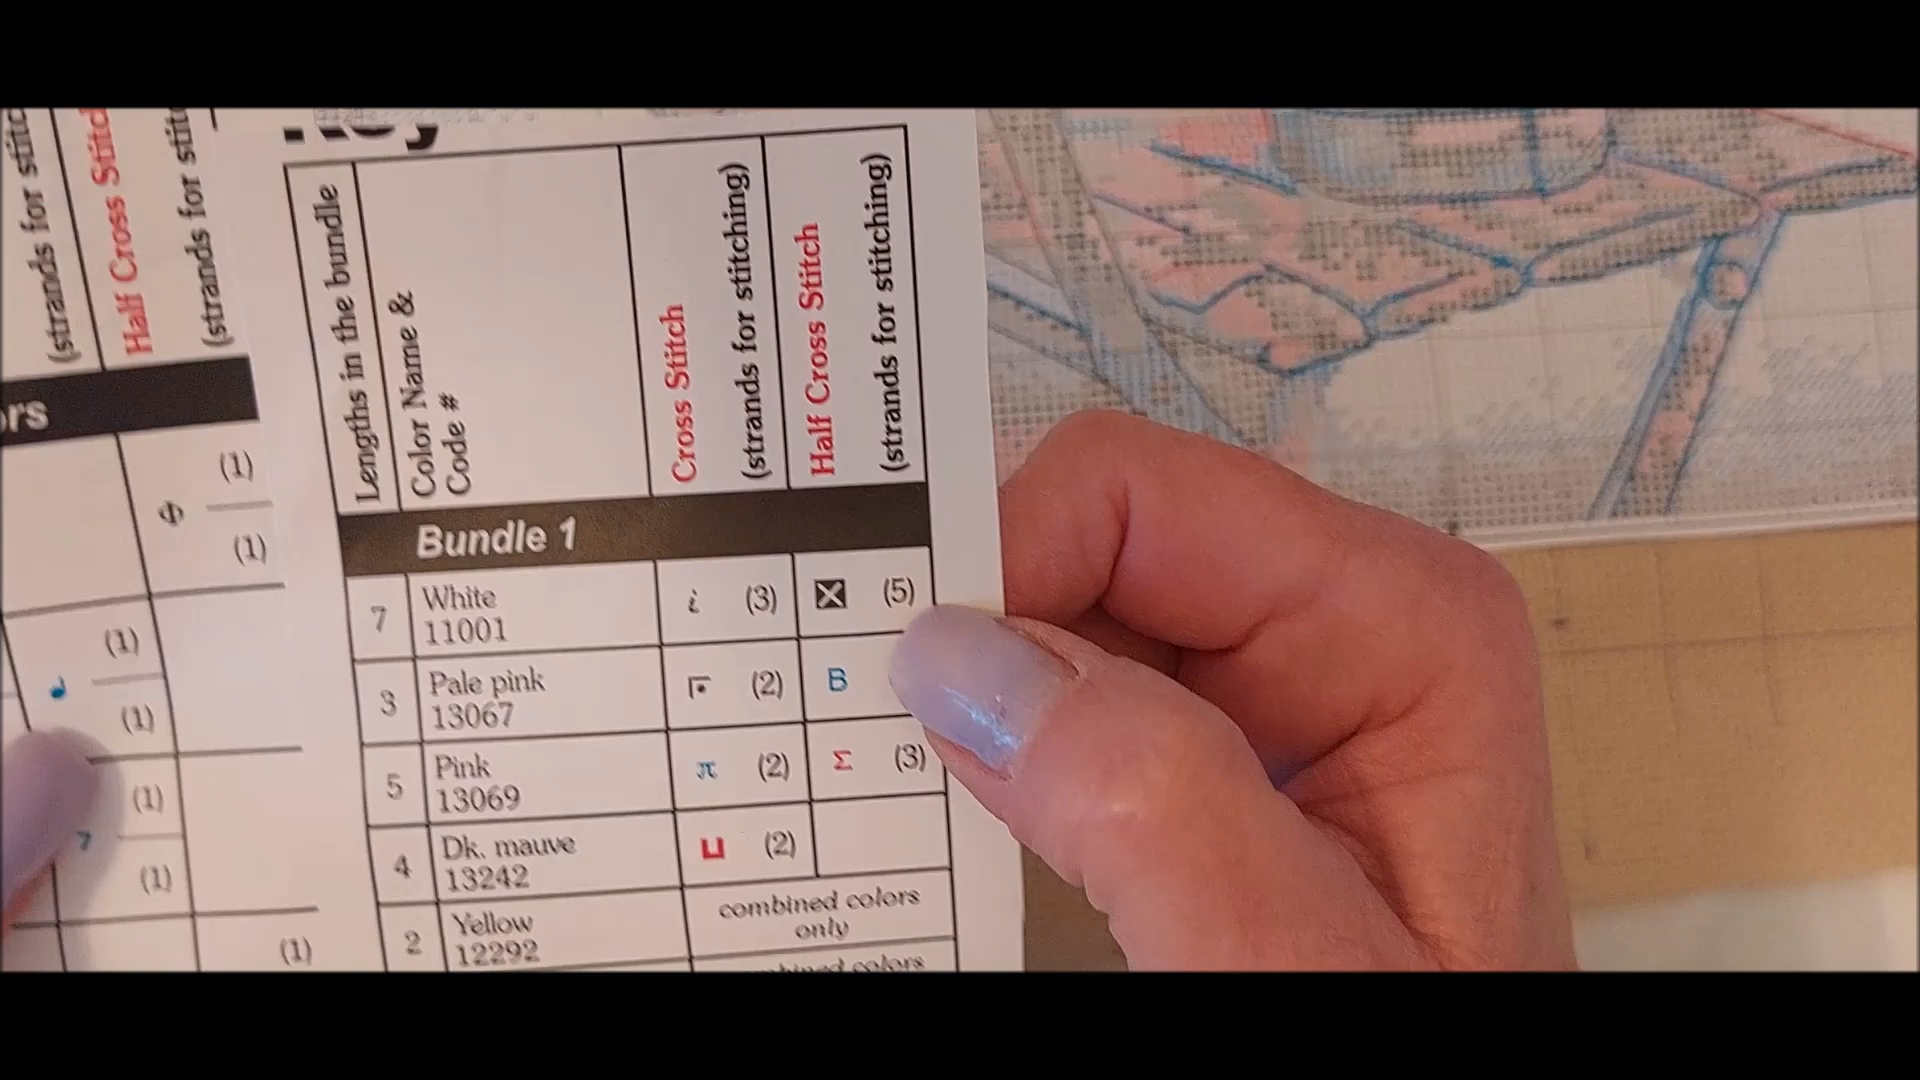 (strands for stitc
Half Cross Stitc
(strands for stitc
rs
Φ (1)
(1)
(1)
(1)
7 (1)
(1)
(1)
Lengths in the bundle
Color Name &
Code #
Cross Stitch
(strands for stitching)
Half Cross Stitch
(strands for stitching)
Bundle 1
7 White i (3) (5)
11001
3 Pale pink (2) B
13067
5 Pink π (2) Σ (3)
13069
4 Dk. mauve (2)
13242
2 Yellow combined colors
12292 only
colors